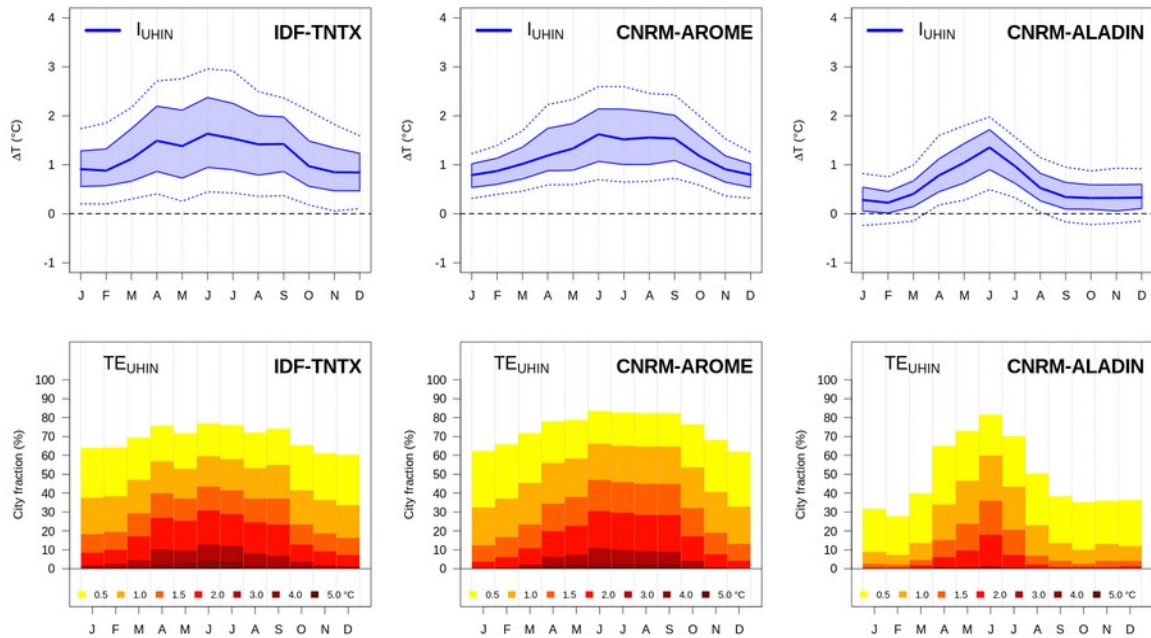 I_UHIN IDF-TNTX
4
3
2
1
0
-1
ΔT (°C)
J F M A M J J A S O N D
I_UHIN CNRM-AROME
4
3
2
1
0
-1
ΔT (°C)
J F M A M J J A S O N D
I_UHIN CNRM-ALADIN
4
3
2
1
0
-1
ΔT (°C)
J F M A M J J A S O N D
TE_UHIN IDF-TNTX
100
90
80
70
60
50
40
30
20
10
0
City fraction (%)
0.5 1.0 1.5 2.0 3.0 4.0 5.0 °C
J F M A M J J A S O N D
TE_UHIN CNRM-AROME
100
90
80
70
60
50
40
30
20
10
0
City fraction (%)
0.5 1.0 1.5 2.0 3.0 4.0 5.0 °C
J F M A M J J A S O N D
TE_UHIN CNRM-ALADIN
100
90
80
70
60
50
40
30
20
10
0
City fraction (%)
0.5 1.0 1.5 2.0 3.0 4.0 5.0 °C
J F M A M J J A S O N D